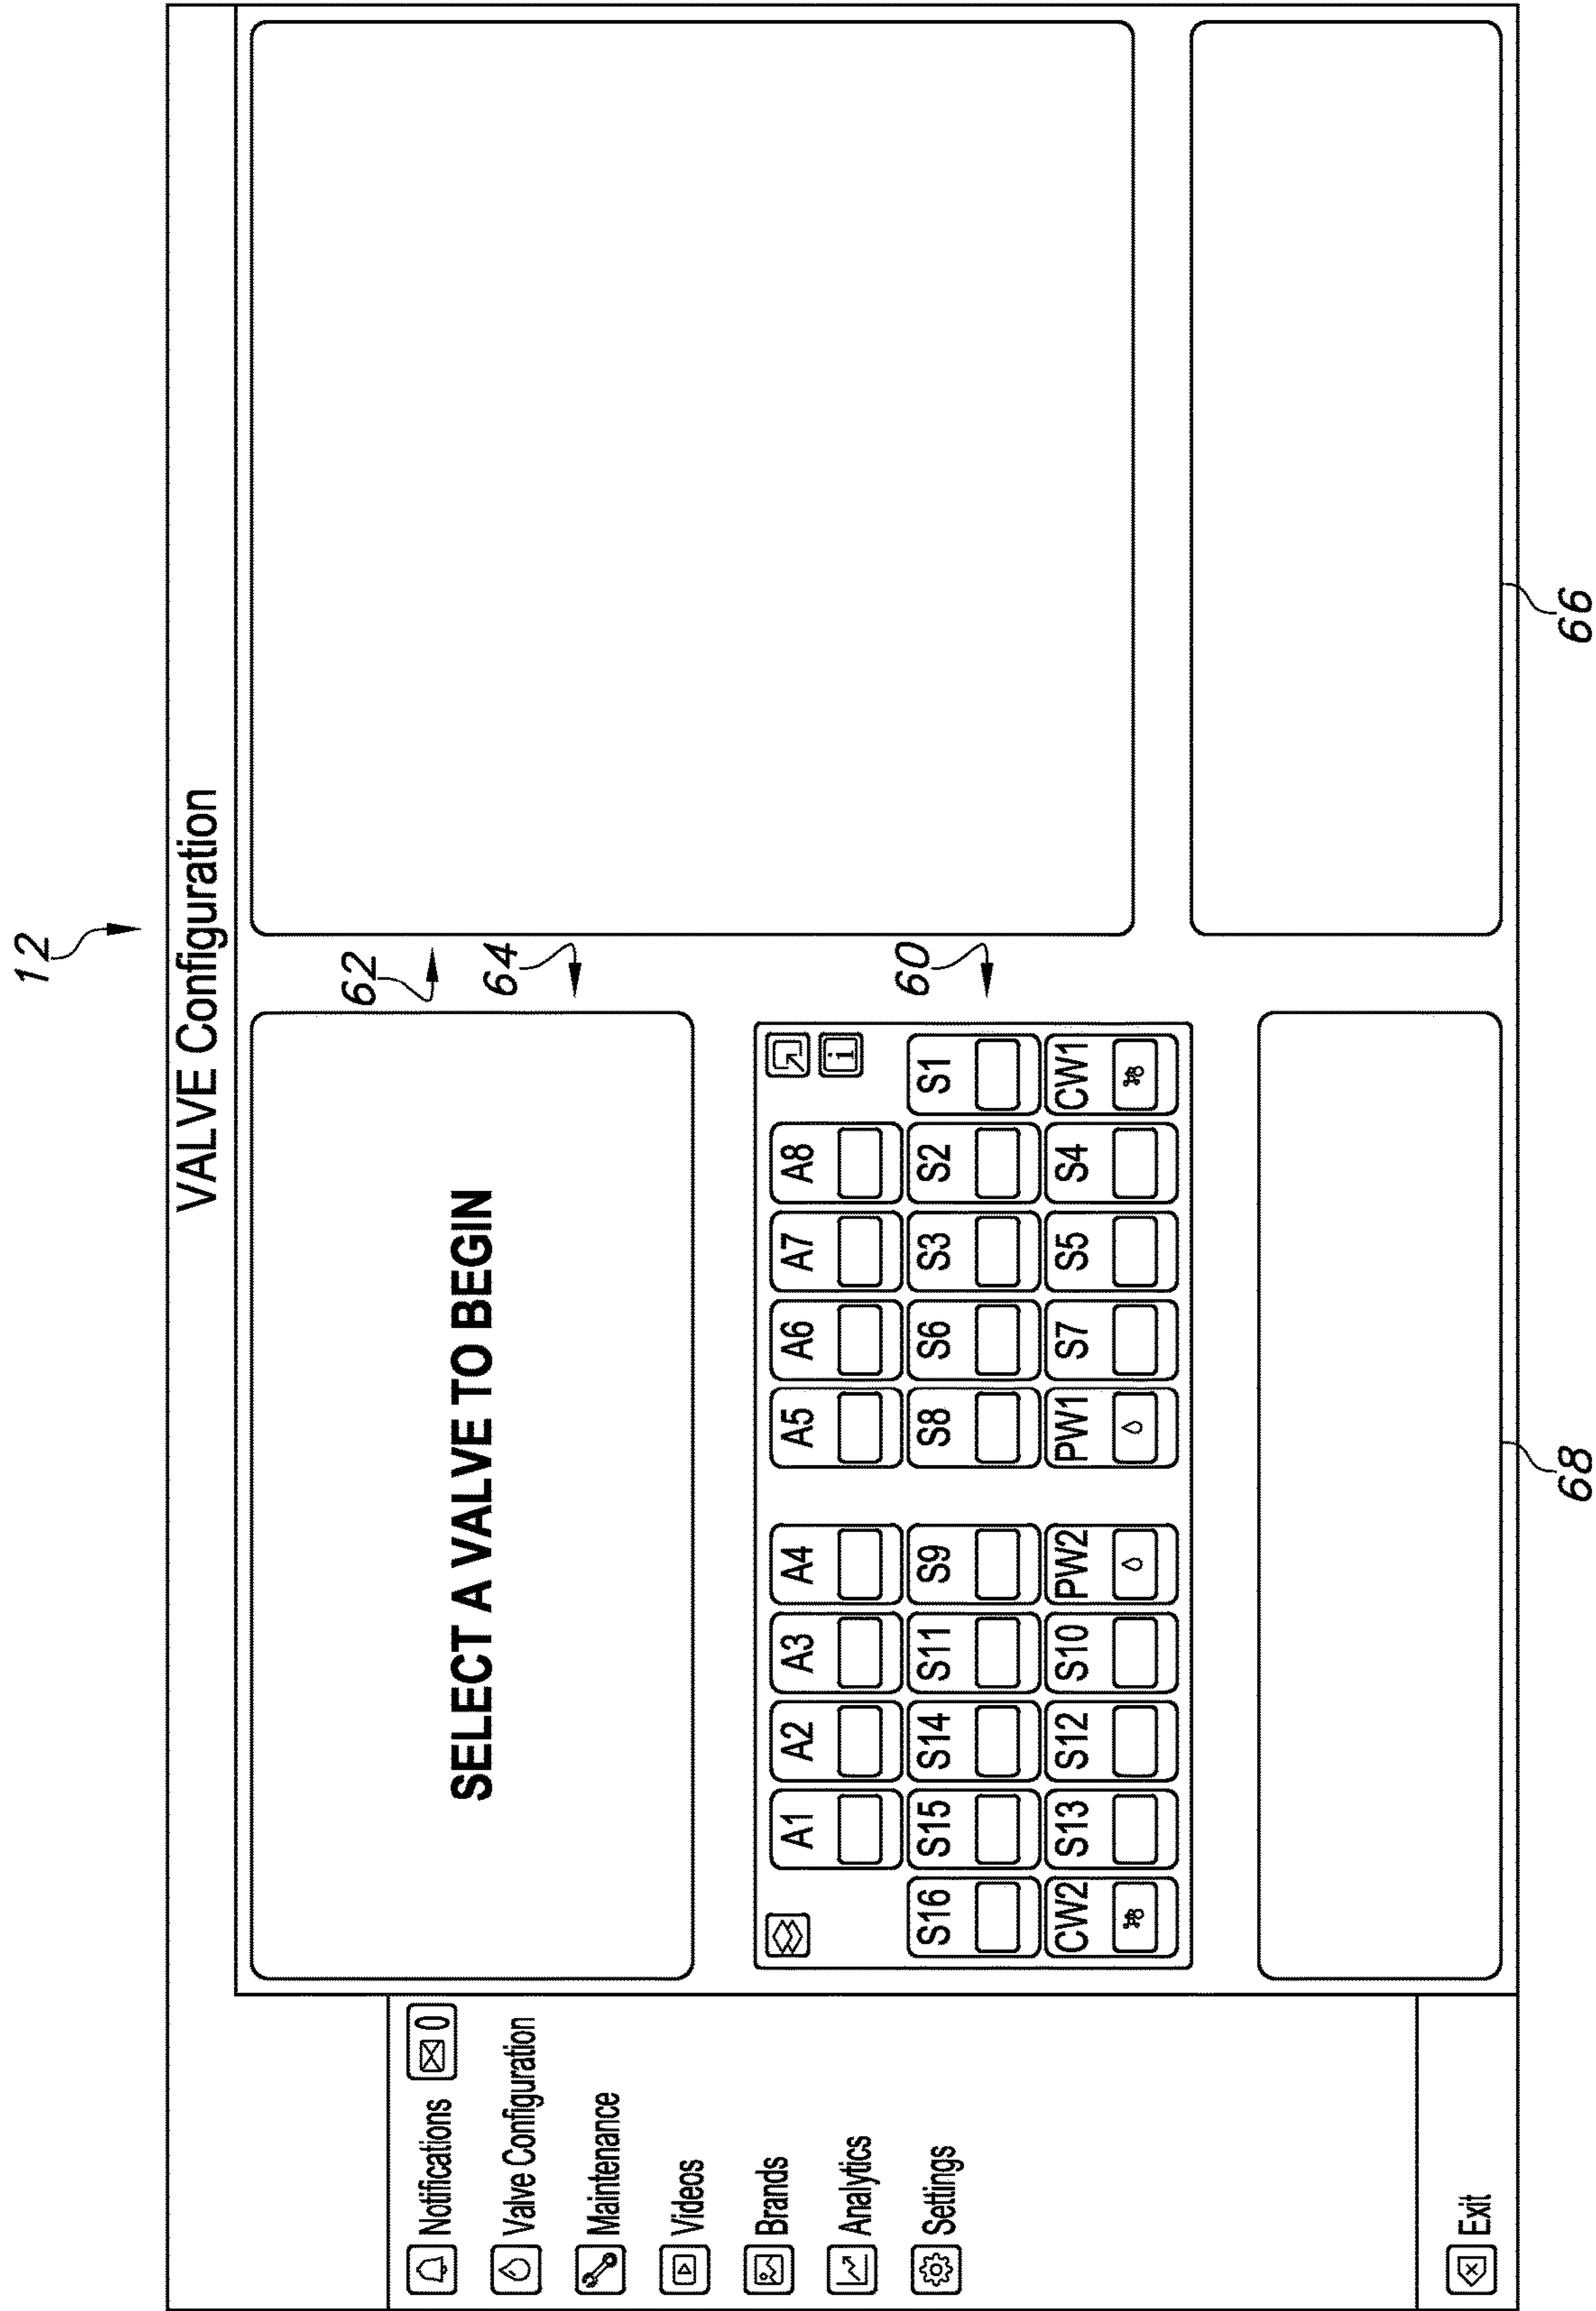 12
VALVE Configuration
Notifications 0
Valve Configuration
Maintenance
Videos
Brands
Analytics
Settings
Exit
SELECT A VALVE TO BEGIN
62
64
60
A1 A2 A3 A4 A5 A6 A7 A8
i
S16 S15 S14 S11 S9 S8 S6 S3 S2 S1
CW2 S13 S12 S10 PW2 PW1 S7 S5 S4 CW1
68
66